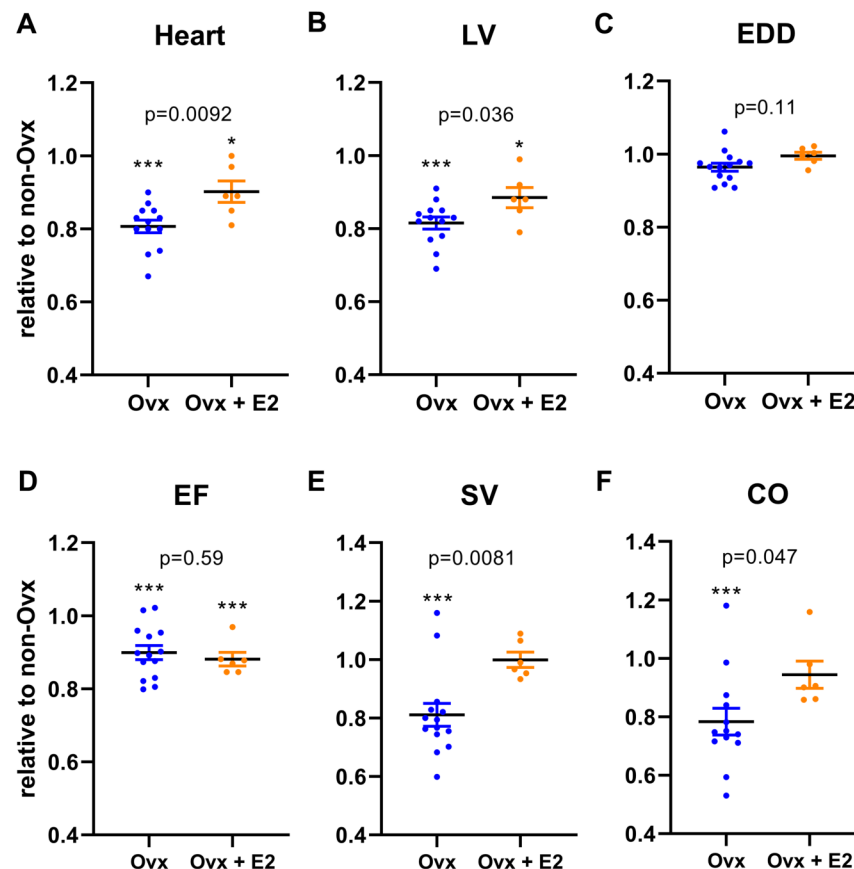 A
Heart
B
LV
C
EDD
relative to non-Ovx
1.2
1.0
0.8
0.6
0.4
p=0.0092
***
*
Ovx
Ovx + E2
1.2
1.0
0.8
0.6
0.4
p=0.036
***
*
Ovx
Ovx + E2
1.2
1.0
0.8
0.6
0.4
p=0.11
Ovx
Ovx + E2
D
EF
E
SV
F
CO
relative to non-Ovx
1.2
1.0
0.8
0.6
0.4
p=0.59
***
***
Ovx
Ovx + E2
1.4
1.2
1.0
0.8
0.6
0.4
p=0.0081
***
Ovx
Ovx + E2
1.4
1.2
1.0
0.8
0.6
0.4
p=0.047
***
Ovx
Ovx + E2